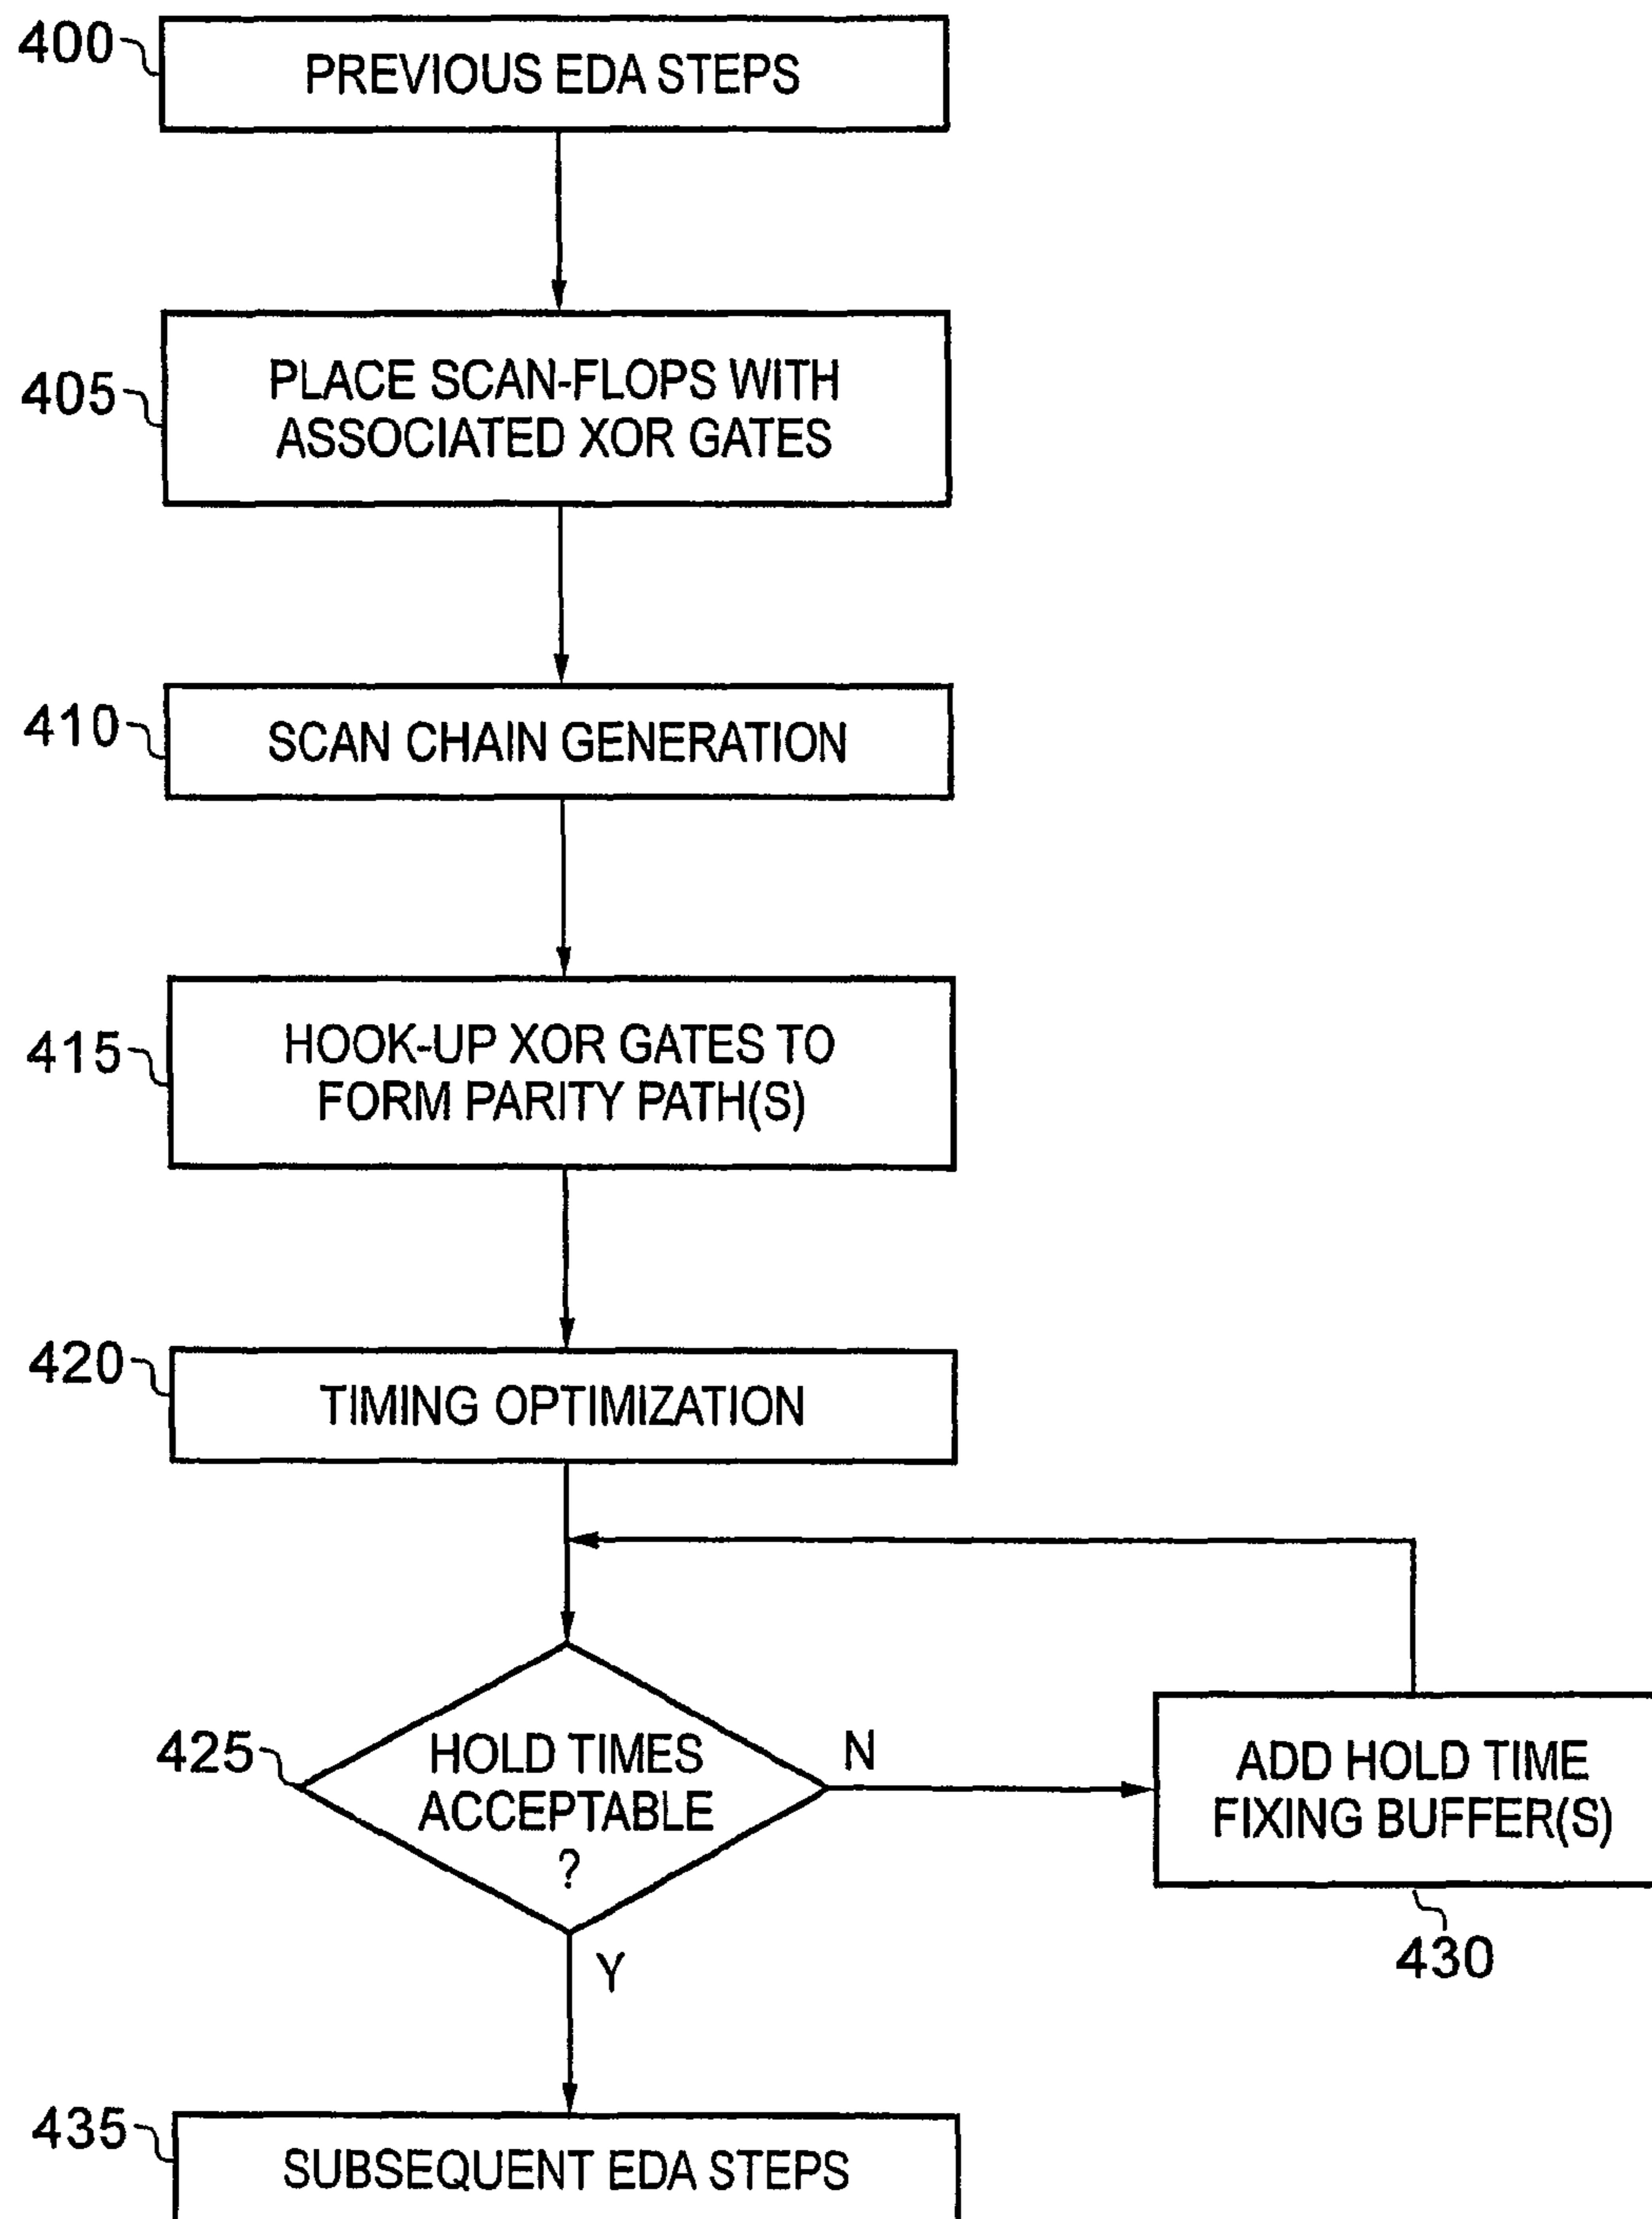 400
PREVIOUS EDA STEPS
405
PLACE SCAN-FLOPS WITH
ASSOCIATED XOR GATES
410
SCAN CHAIN GENERATION
415
HOOK-UP XOR GATES TO
FORM PARITY PATH(S)
420
TIMING OPTIMIZATION
425
HOLD TIMES
ACCEPTABLE
?
N
ADD HOLD TIME
FIXING BUFFER(S)
430
Y
435
SUBSEQUENT EDA STEPS